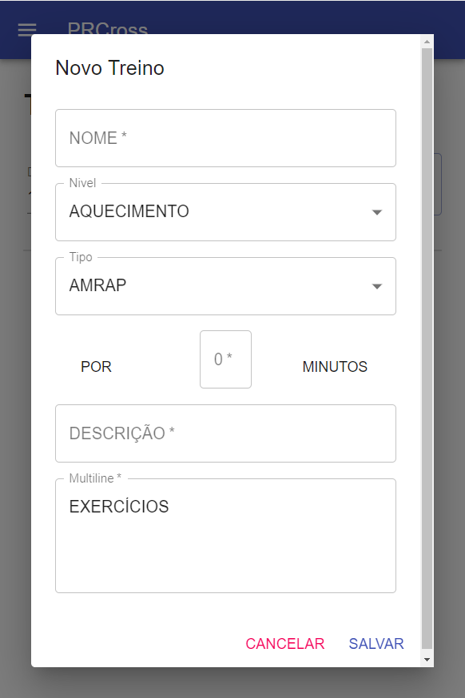 PRCross
Novo Treino
NOME *
Nivel
AQUECIMENTO
Tipo
AMRAP
POR
0 *
MINUTOS
DESCRIÇÃO *
Multiline *
EXERCÍCIOS
CANCELAR SALVAR